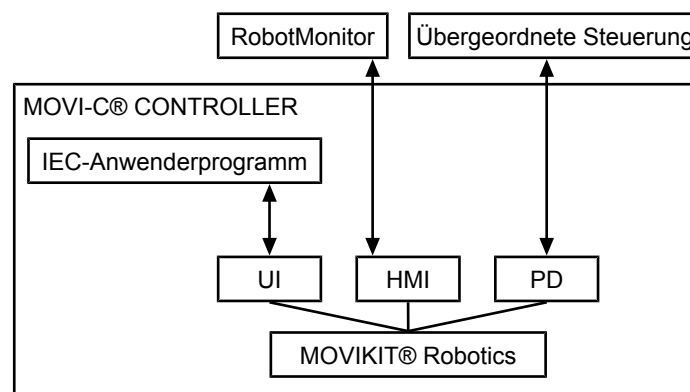 RobotMonitor
Übergeordnete Steuerung
MOVI-C® CONTROLLER
IEC-Anwenderprogramm
UI
HMI
PD
MOVIKIT® Robotics